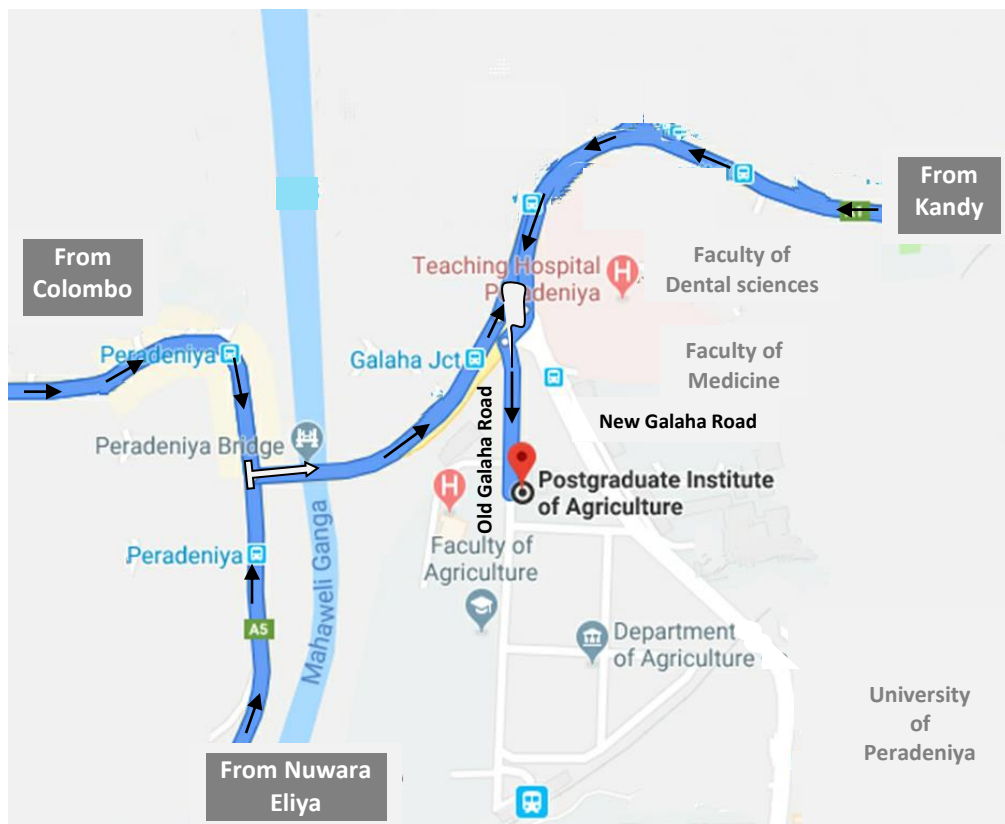 From
Kandy
From
Colombo
Teaching Hospital
Peradeniya
H
Faculty of
Dental sciences
Peradeniya
Galaha Jct
Faculty of
Medicine
New Galaha Road
Peradeniya Bridge
Old Galaha Road
Postgraduate Institute
of Agriculture
H
Peradeniya
Faculty of
Agriculture
Mahaweli Ganga
A5
Department
of Agriculture
University
of
Peradeniya
From Nuwara
Eliya